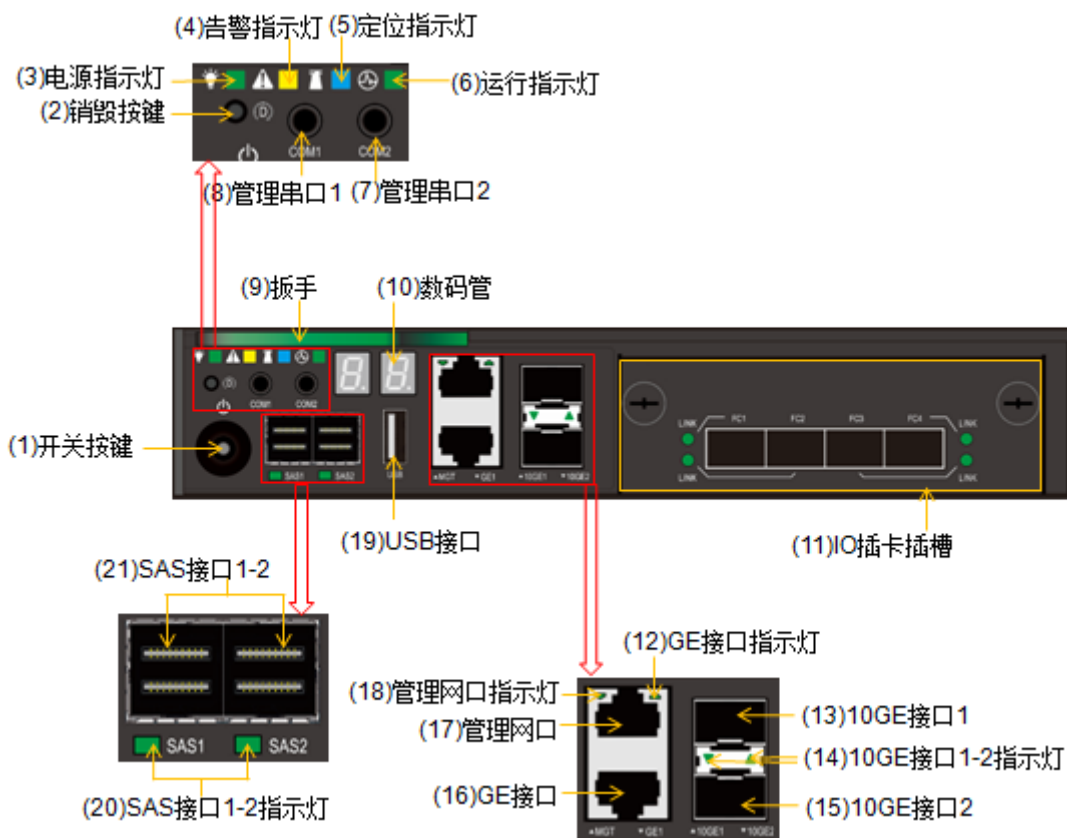 (4)告警指示灯
(5)定位指示灯
(3)电源指示灯
(6)运行指示灯
(2)销毁按键
(D)
COM1
COM2
(8)管理串口1
(7)管理串口2
(9)扳手
(10)数码管
(D)
COM1
COM2
8.
8.
FC1
FC2
FC3
FC4
LINK
LINK
LINK
LINK
(1)开关按键
SAS1
SAS2
USB
MGT
GE1
10GE1
10GE2
(19)USB接口
(11)IO插卡插槽
(21)SAS接口1-2
SAS1
SAS2
(20)SAS接口1-2指示灯
(12)GE接口指示灯
(18)管理网口指示灯
(17)管理网口
(13)10GE接口1
(14)10GE接口1-2指示灯
(16)GE接口
(15)10GE接口2
MGT
GE1
10GE1
10GE2